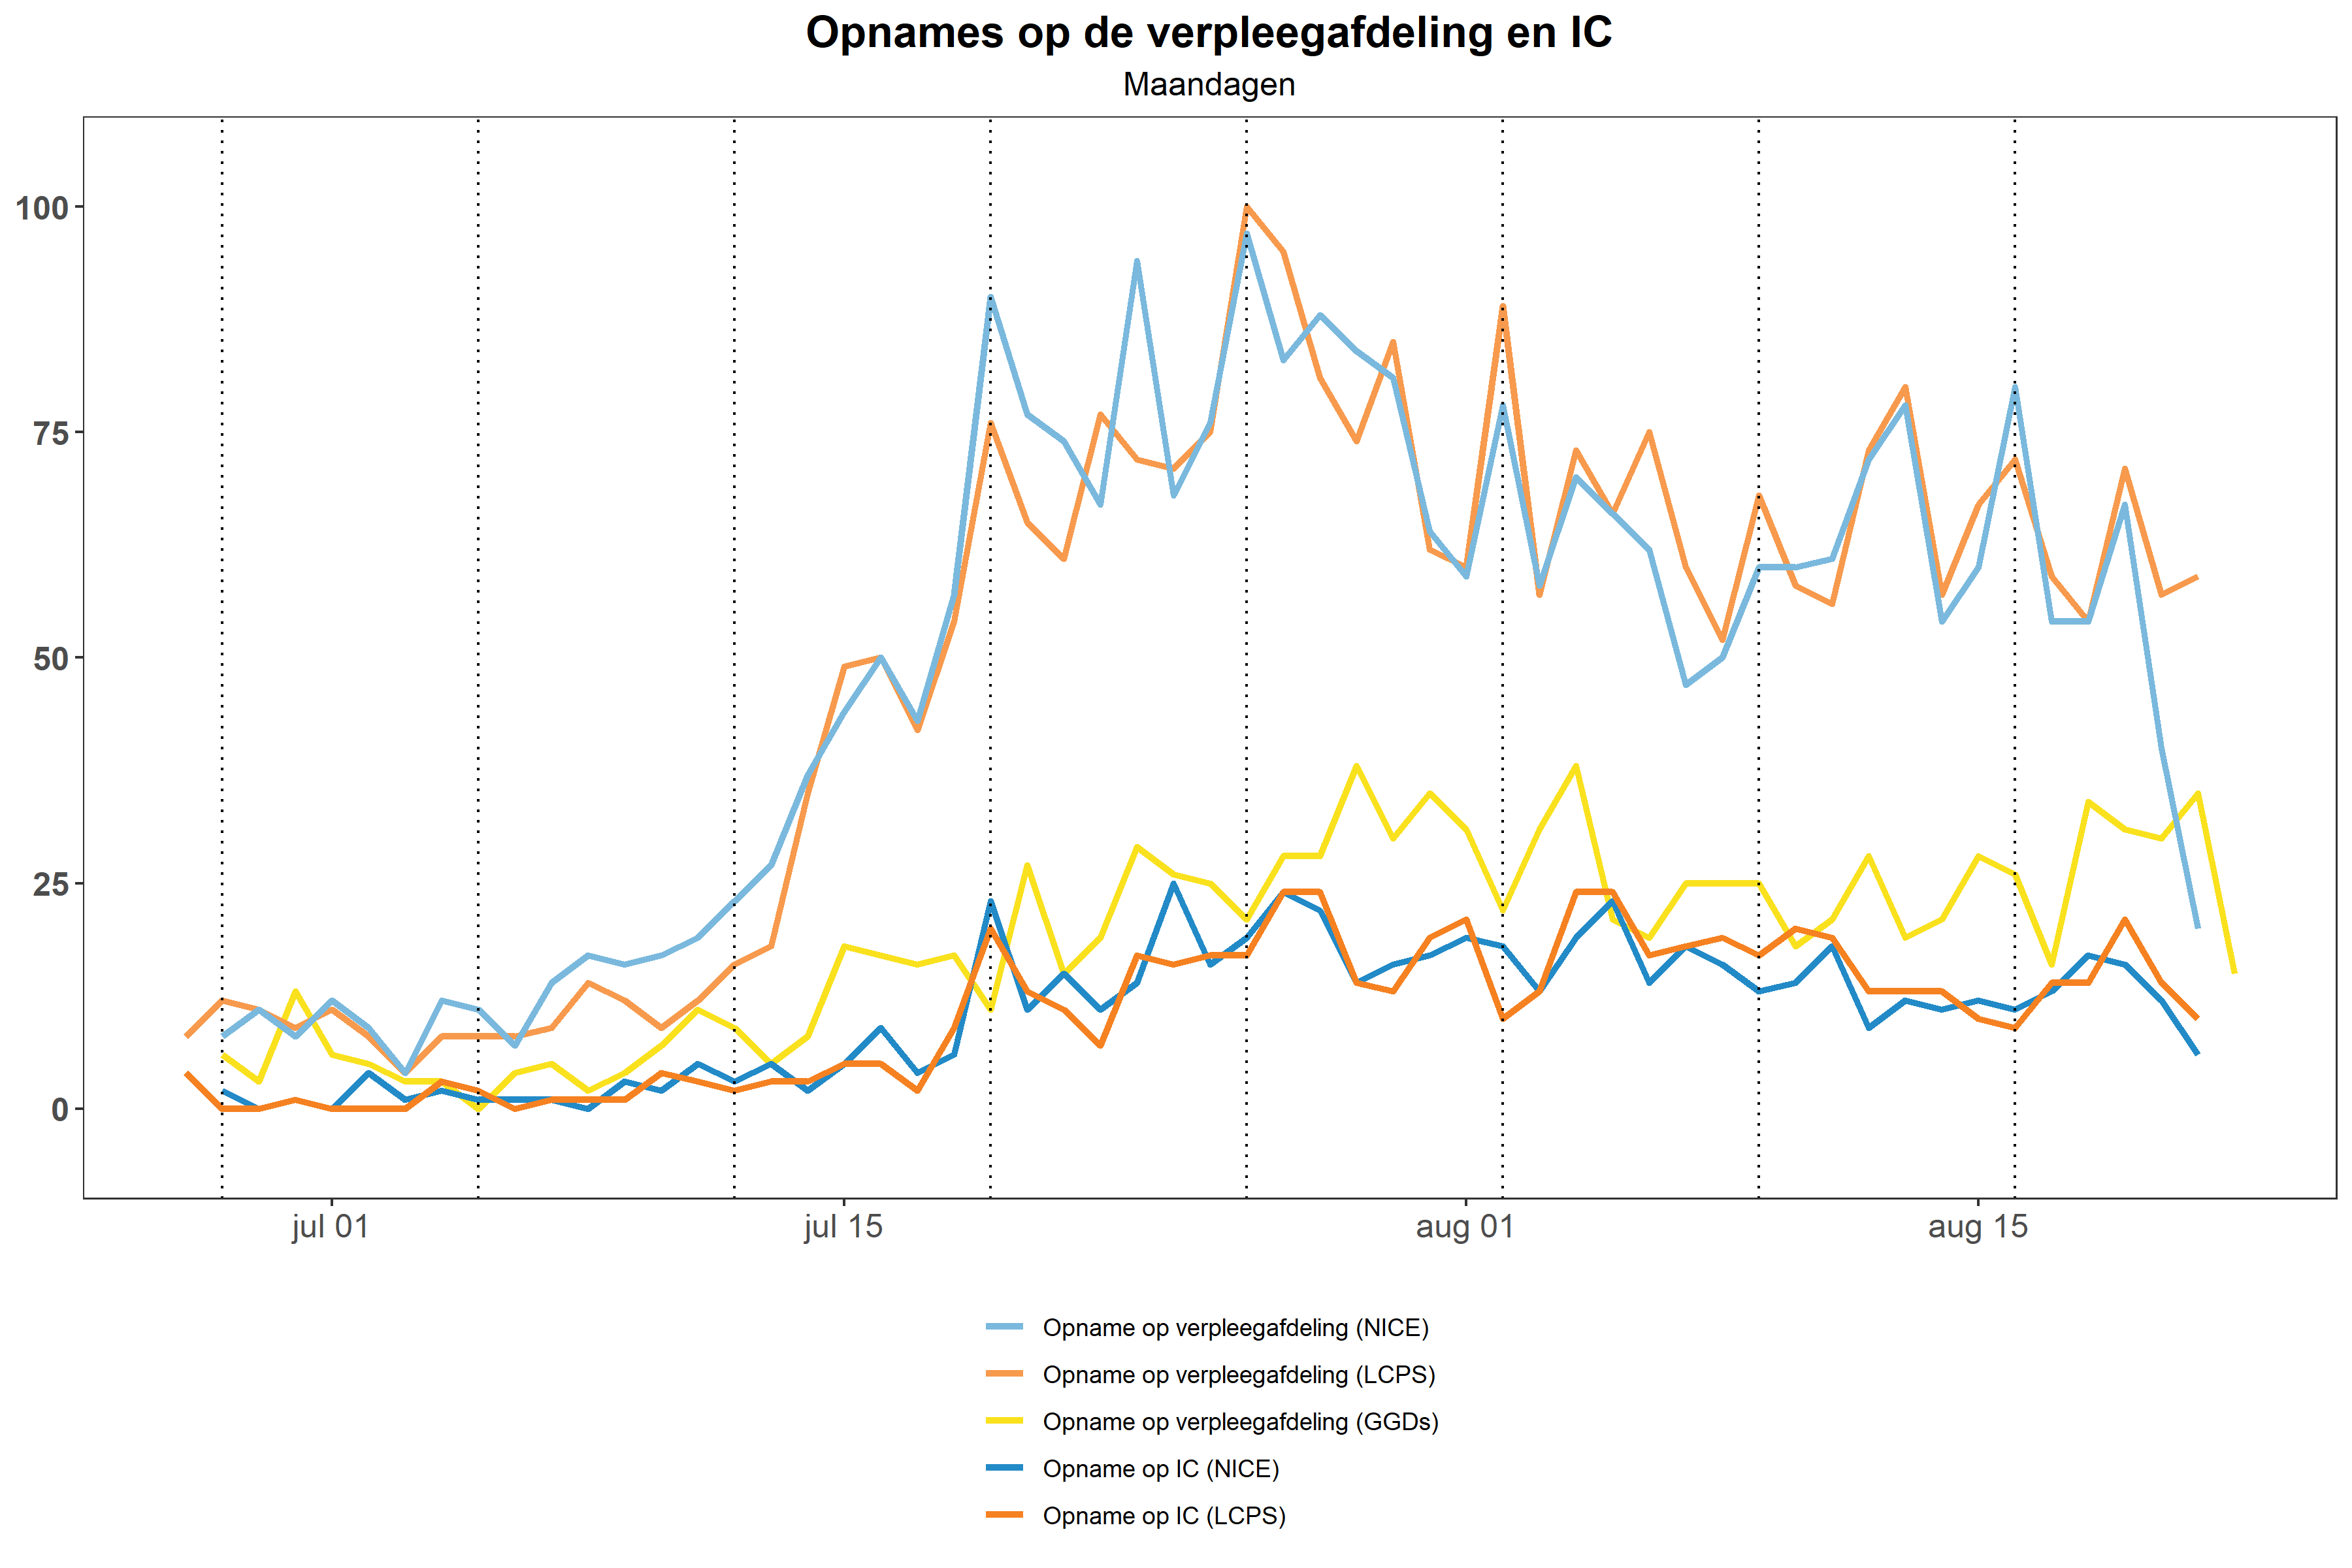 Opnames op de verpleegafdeling en IC
Maandagen
100
75
50
25
0
jul 01 jul 15 aug 01 aug 15
Opname op verpleegafdeling (NICE)
Opname op verpleegafdeling (LCPS)
Opname op verpleegafdeling (GGDs)
Opname op IC (NICE)
Opname op IC (LCPS)